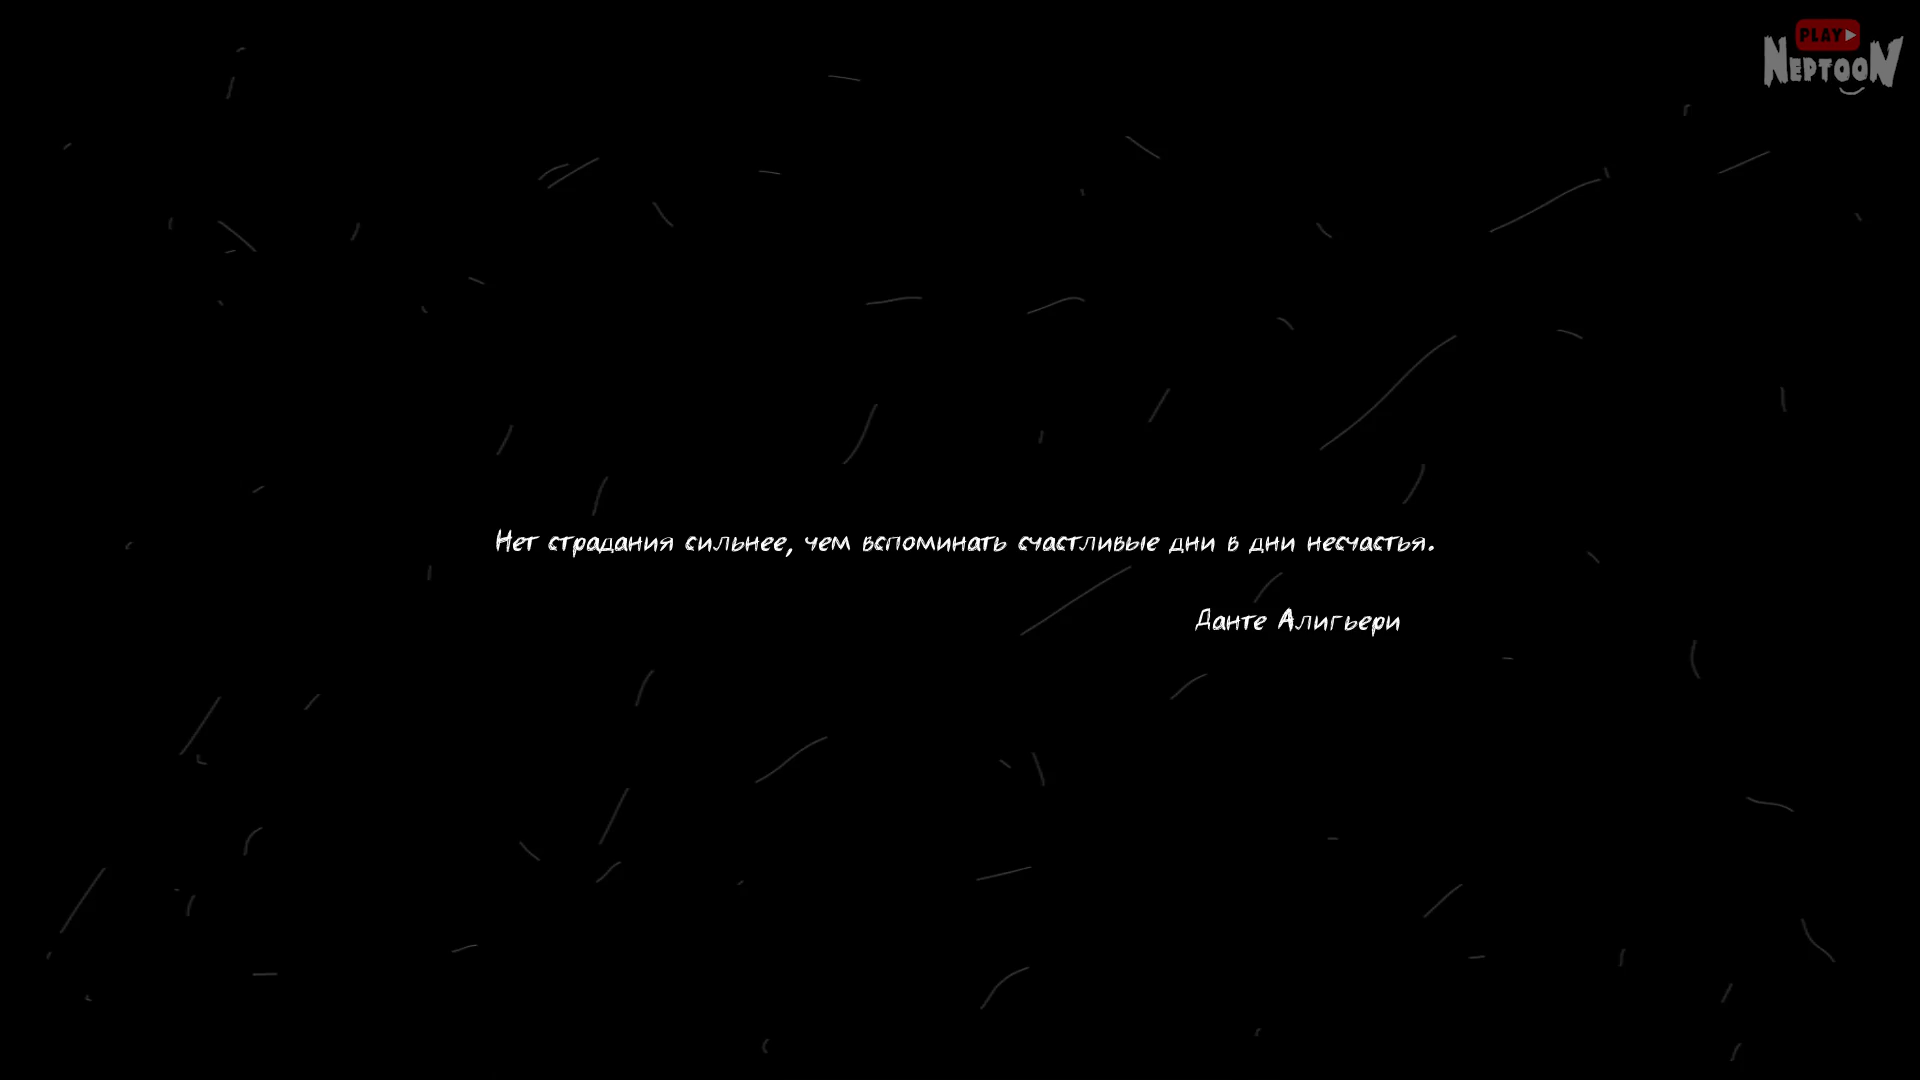 PLAY
NEPTOON
Нет страдания сильнее, чем вспоминать счастливые дни в дни несчастья.
Данте Алигьери